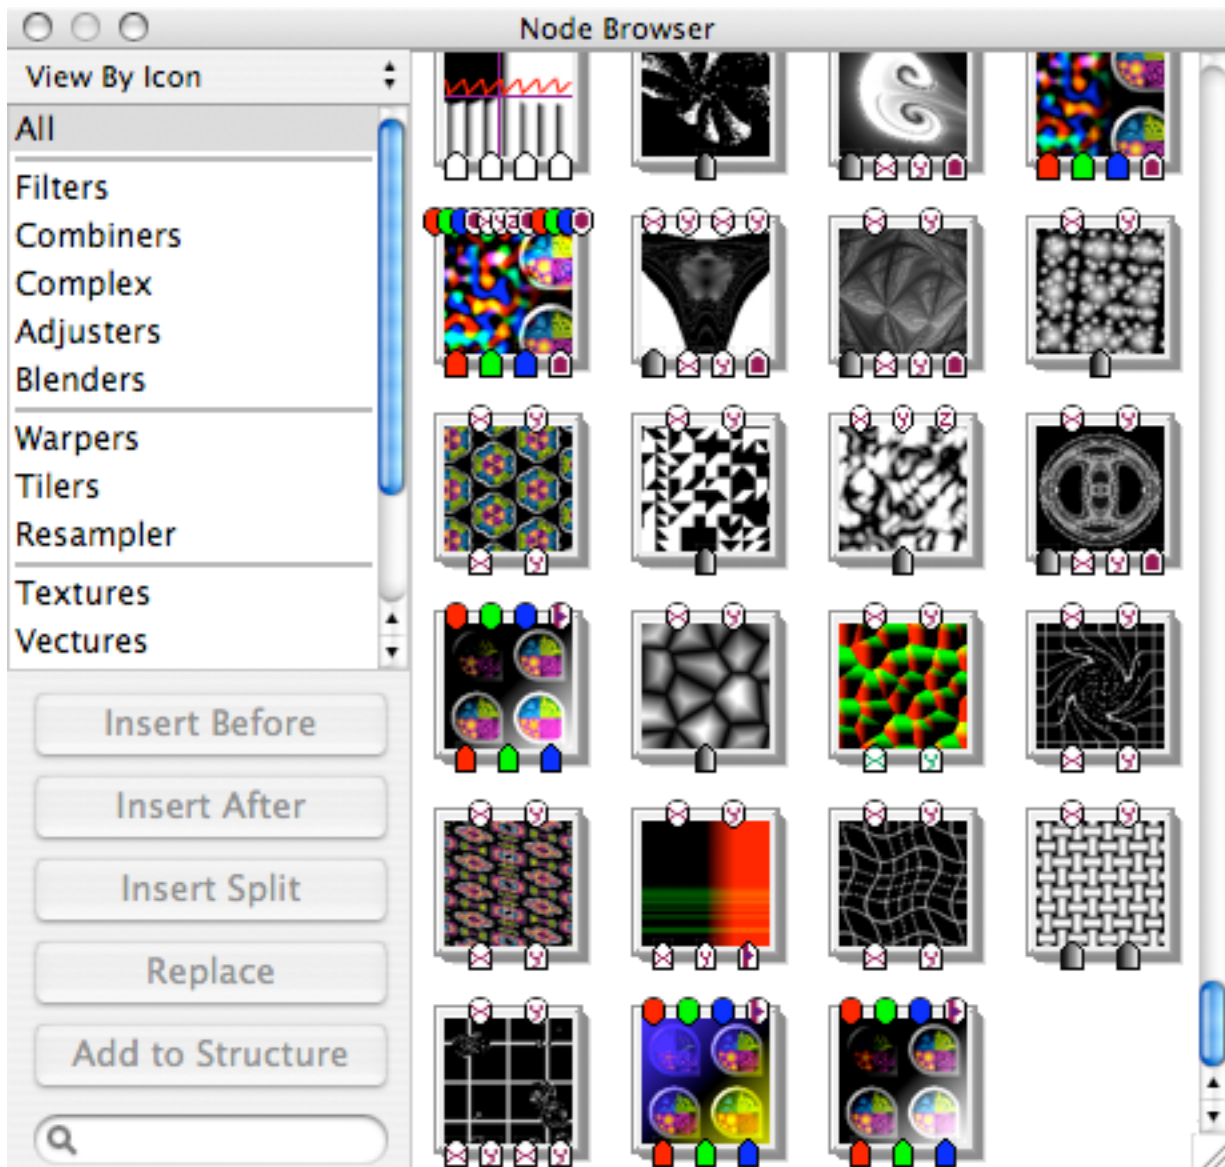 Node Browser
View By Icon
All
Filters
Combiners
Complex
Adjusters
Blenders
Warpers
Tilers
Resampler
Textures
Vectures
Insert Before
Insert After
Insert Split
Replace
Add to Structure